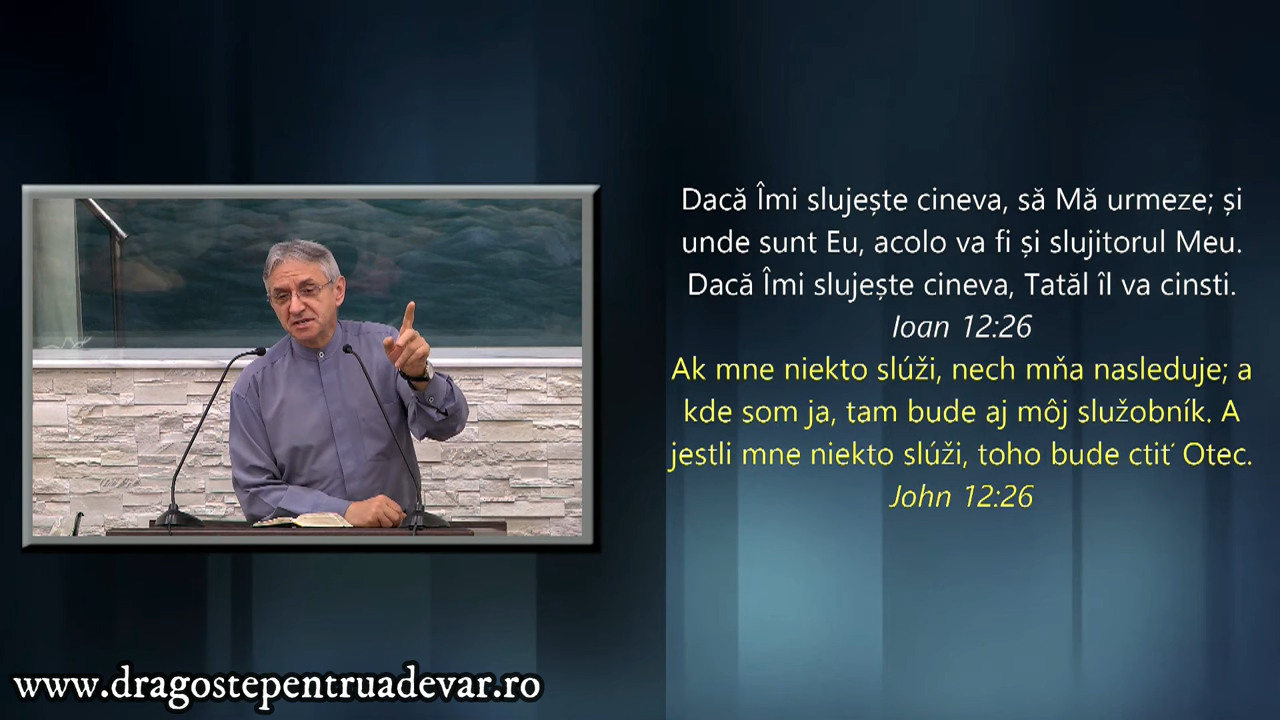 Dacă Îmi slujește cineva, să Mă urmeze; și
unde sunt Eu, acolo va fi și slujitorul Meu.
Dacă Îmi slujește cineva, Tatăl îl va cinsti.
Ioan 12:26
Ak mne niekto slúži, nech mňa nasleduje; a
kde som ja, tam bude aj môj služobník. A
jestli mne niekto slúži, toho bude ctiť Otec.
John 12:26
www.dragostepentruadevar.ro